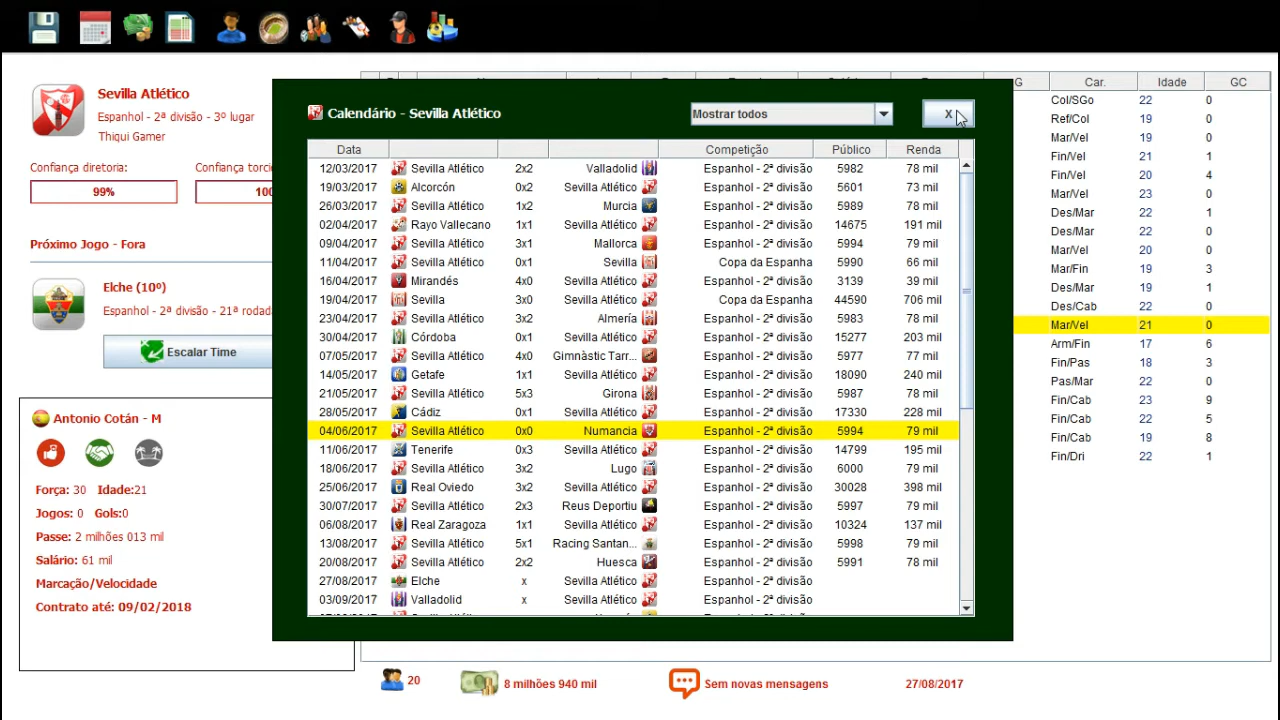 Sevilla Atlético
Espanhol - 2ª divisão - 3º lugar
Thiqui Gamer
Confiança diretoria:
Confiança torci
99%
100
Próximo Jogo - Fora
Elche (10º)
Espanhol - 2ª divisão - 21ª rodada
Escalar Time
Antonio Cotán - M
Força: 30 Idade:21
Jogos: 0 Gols:0
Passe: 2 milhões 013 mil
Salário: 61 mil
Marcação/Velocidade
Contrato até: 09/02/2018
Calendário - Sevilla Atlético
Mostrar todos
X
Data Competição Público Renda
12/03/2017 Sevilla Atlético 2x2 Valladolid Espanhol - 2ª divisão 5982 78 mil
19/03/2017 Alcorcón 0x2 Sevilla Atlético Espanhol - 2ª divisão 5601 73 mil
26/03/2017 Sevilla Atlético 1x2 Murcia Espanhol - 2ª divisão 5989 78 mil
02/04/2017 Rayo Vallecano 1x1 Sevilla Atlético Espanhol - 2ª divisão 14675 191 mil
09/04/2017 Sevilla Atlético 3x1 Mallorca Espanhol - 2ª divisão 5994 79 mil
11/04/2017 Sevilla Atlético 0x1 Sevilla Copa da Espanha 5990 66 mil
16/04/2017 Mirandés 4x0 Sevilla Atlético Espanhol - 2ª divisão 3139 39 mil
19/04/2017 Sevilla 3x0 Sevilla Atlético Copa da Espanha 44590 706 mil
23/04/2017 Sevilla Atlético 3x2 Almería Espanhol - 2ª divisão 5983 78 mil
30/04/2017 Córdoba 0x1 Sevilla Atlético Espanhol - 2ª divisão 15277 203 mil
07/05/2017 Sevilla Atlético 4x0 Gimnàstic Tarr... Espanhol - 2ª divisão 5977 77 mil
14/05/2017 Getafe 1x1 Sevilla Atlético Espanhol - 2ª divisão 18090 240 mil
21/05/2017 Sevilla Atlético 5x3 Girona Espanhol - 2ª divisão 5987 78 mil
28/05/2017 Cádiz 0x1 Sevilla Atlético Espanhol - 2ª divisão 17330 228 mil
04/06/2017 Sevilla Atlético 0x0 Numancia Espanhol - 2ª divisão 5994 79 mil
11/06/2017 Tenerife 0x3 Sevilla Atlético Espanhol - 2ª divisão 14799 195 mil
18/06/2017 Sevilla Atlético 3x2 Lugo Espanhol - 2ª divisão 6000 79 mil
25/06/2017 Real Oviedo 3x2 Sevilla Atlético Espanhol - 2ª divisão 30028 398 mil
30/07/2017 Sevilla Atlético 2x3 Reus Deportiu Espanhol - 2ª divisão 5997 79 mil
06/08/2017 Real Zaragoza 1x1 Sevilla Atlético Espanhol - 2ª divisão 10324 137 mil
13/08/2017 Sevilla Atlético 5x1 Racing Santan... Espanhol - 2ª divisão 5998 79 mil
20/08/2017 Sevilla Atlético 2x2 Huesca Espanhol - 2ª divisão 5991 78 mil
27/08/2017 Elche x Sevilla Atlético Espanhol - 2ª divisão
03/09/2017 Valladolid x Sevilla Atlético Espanhol - 2ª divisão
G Car. Idade GC
Col/SGo 22 0
Ref/Col 19 0
Mar/Vel 19 0
Fin/Vel 21 1
Fin/Vel 20 4
Mar/Vel 23 0
Des/Mar 22 1
Des/Mar 22 0
Mar/Vel 20 0
Mar/Fin 19 3
Des/Mar 19 1
Des/Cab 22 0
Mar/Vel 21 0
Arm/Fin 17 6
Fin/Pas 18 3
Pas/Mar 22 0
Fin/Cab 23 9
Fin/Cab 22 5
Fin/Cab 19 8
Fin/Dri 22 1
20
8 milhões 940 mil
Sem novas mensagens
27/08/2017